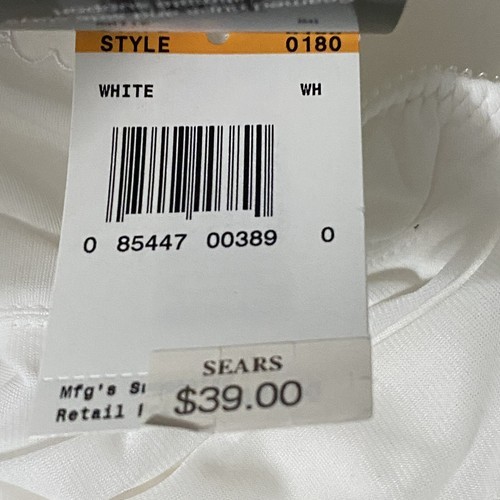 STYLE 0180
WHITE WH
0 85447 00389 0
SEARS
Mfg's
$39.00
Retail